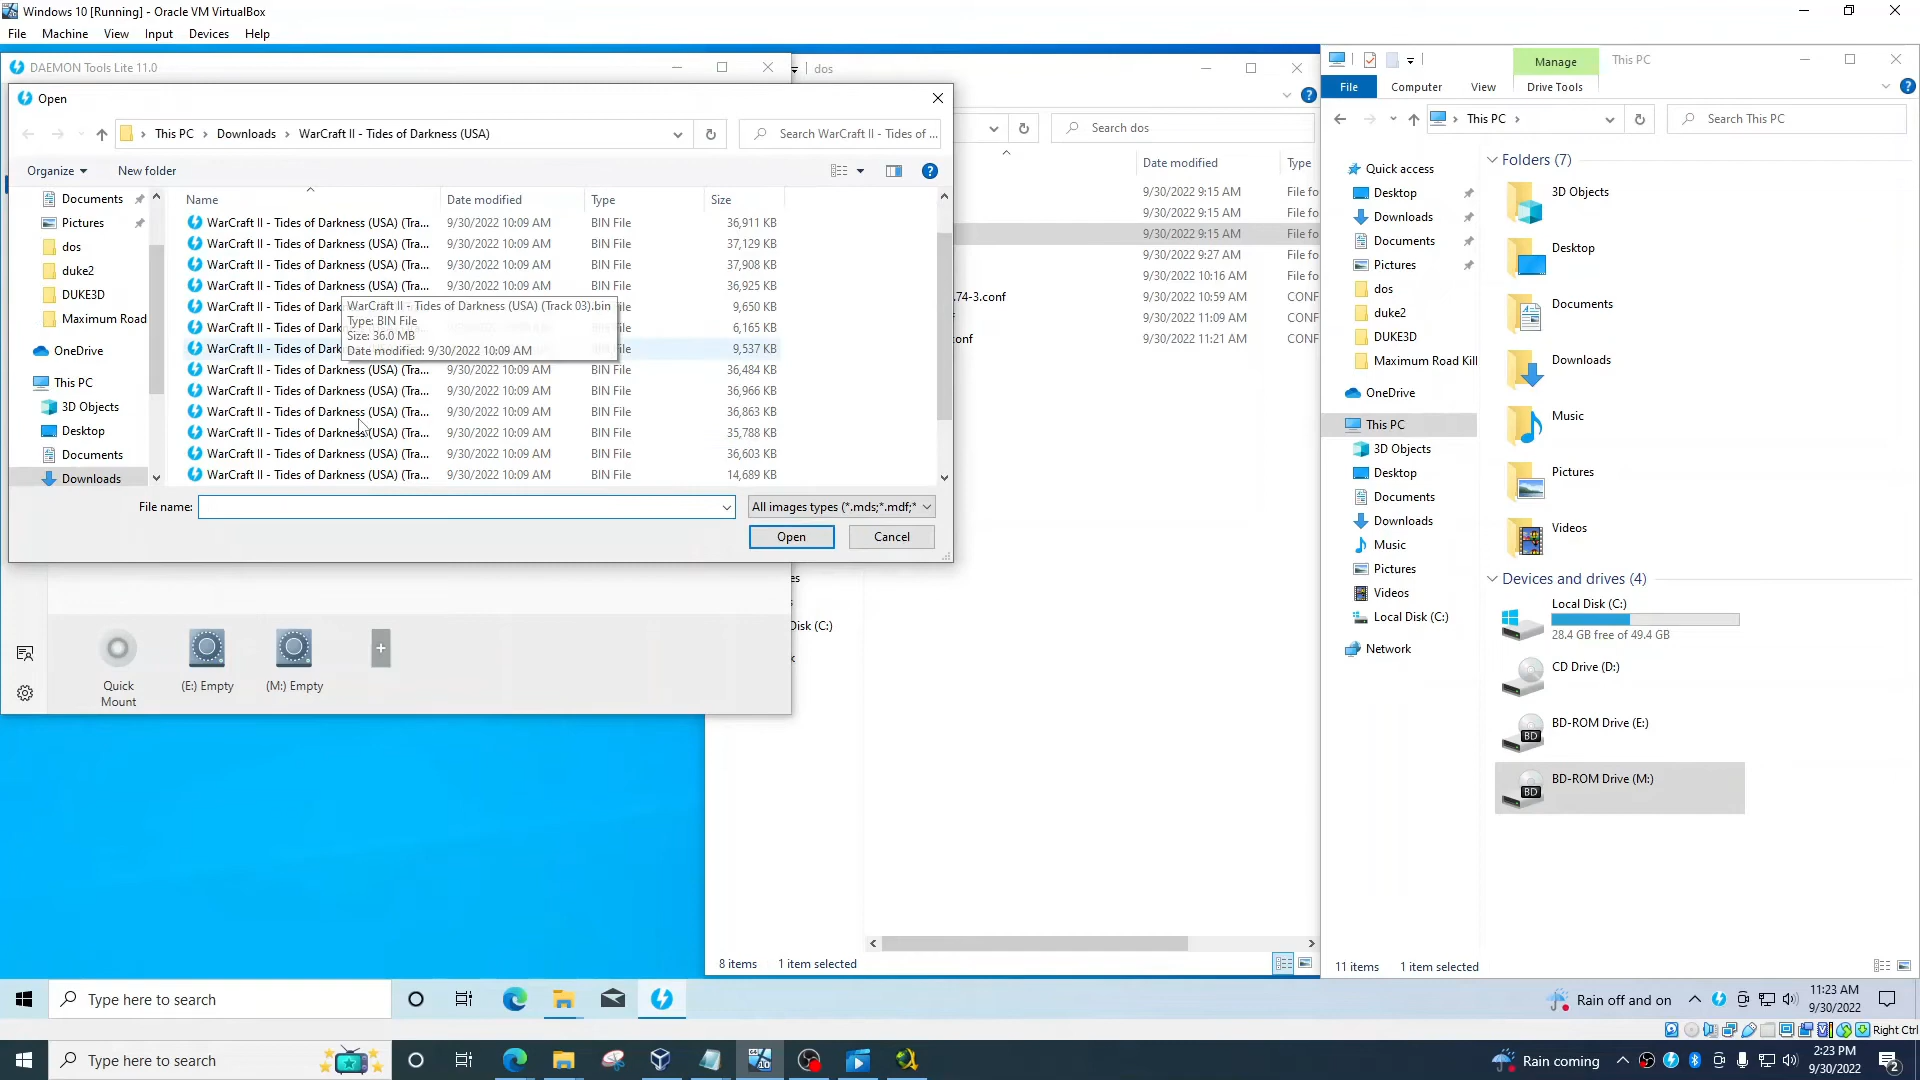 Windows 10 [Running] - Oracle VM VirtualBox
File Machine View Input Devices Help
DAEMON Tools Lite 11.0
Open
This PC > Downloads > WarCraft II - Tides of Darkness (USA)
Search WarCraft II - Tides of ...
Organize New folder
Documents
Pictures
dos
duke2
DUKE3D
Maximum Road
OneDrive
This PC
3D Objects
Desktop
Documents
Downloads
Name Date modified Type Size
WarCraft II - Tides of Darkness (USA) (Tra... 9/30/2022 10:09 AM BIN File 36,911 KB
WarCraft II - Tides of Darkness (USA) (Tra... 9/30/2022 10:09 AM BIN File 37,129 KB
WarCraft II - Tides of Darkness (USA) (Tra... 9/30/2022 10:09 AM BIN File 37,908 KB
WarCraft II - Tides of Darkness (USA) (Tra... 9/30/2022 10:09 AM BIN File 36,925 KB
WarCraft II - Tides of Dark 9,650 KB
WarCraft II - Tides of Dark 6,165 KB
WarCraft II - Tides of Dark 9,537 KB
WarCraft II - Tides of Darkness (USA) (Track 03).bin
Type: BIN File
Size: 36.0 MB
Date modified: 9/30/2022 10:09 AM
WarCraft II - Tides of Darkness (USA) (Tra... 9/30/2022 10:09 AM BIN File 36,484 KB
WarCraft II - Tides of Darkness (USA) (Tra... 9/30/2022 10:09 AM BIN File 36,966 KB
WarCraft II - Tides of Darkness (USA) (Tra... 9/30/2022 10:09 AM BIN File 36,863 KB
WarCraft II - Tides of Darkness (USA) (Tra... 9/30/2022 10:09 AM BIN File 35,788 KB
WarCraft II - Tides of Darkness (USA) (Tra... 9/30/2022 10:09 AM BIN File 36,603 KB
WarCraft II - Tides of Darkness (USA) (Tra... 9/30/2022 10:09 AM BIN File 14,689 KB
File name: All images types (*.mds;*.mdf;*
Open Cancel
Quick Mount
(E:) Empty
(M:) Empty
dos
Search dos
Date modified Type
9/30/2022 9:15 AM File fo
9/30/2022 9:15 AM File fo
9/30/2022 9:15 AM File fo
9/30/2022 9:27 AM File fo
9/30/2022 10:16 AM File fo
.74-3.conf 9/30/2022 10:59 AM CONF
f 9/30/2022 11:09 AM CONF
conf 9/30/2022 11:21 AM CONF
es
s
Disk (C:)
k
8 items 1 item selected
Manage This PC
File Computer View Drive Tools
This PC >
Search This PC
Quick access
Desktop
Downloads
Documents
Pictures
dos
duke2
DUKE3D
Maximum Road Kill
OneDrive
This PC
3D Objects
Desktop
Documents
Downloads
Music
Pictures
Videos
Local Disk (C:)
Network
Folders (7)
3D Objects
Desktop
Documents
Downloads
Music
Pictures
Videos
Devices and drives (4)
Local Disk (C:)
28.4 GB free of 49.4 GB
CD Drive (D:)
BD-ROM Drive (E:)
BD
BD-ROM Drive (M:)
BD
11 items 1 item selected
Type here to search
Rain off and on
11:23 AM
9/30/2022
Right Ctrl
Type here to search
Rain coming
2:23 PM
9/30/2022
2